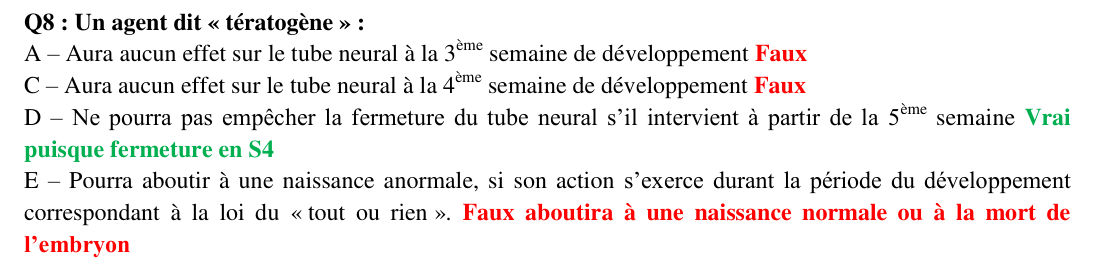 Q8 : Un agent dit « tératogène » :
A – Aura aucun effet sur le tube neural à la 3ème semaine de développement Faux
C – Aura aucun effet sur le tube neural à la 4ème semaine de développement Faux
D – Ne pourra pas empêcher la fermeture du tube neural s’il intervient à partir de la 5ème semaine Vrai
puisque fermeture en S4
E – Pourra aboutir à une naissance anormale, si son action s’exerce durant la période du développement
correspondant à la loi du « tout ou rien ». Faux aboutira à une naissance normale ou à la mort de
l’embryon